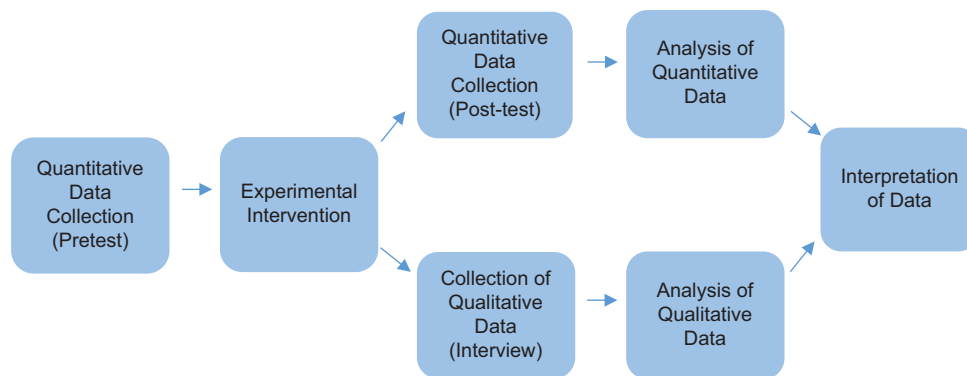 Quantitative
Data
Collection
(Pretest)
Experimental
Intervention
Quantitative
Data
Collection
(Post-test)
Analysis of
Quantitative
Data
Collection of
Qualitative
Data
(Interview)
Analysis of
Qualitative
Data
Interpretation
of Data